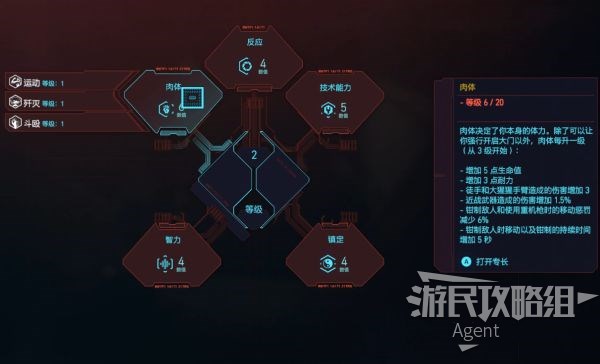 反应
4
数值
运动 等级: 1
歼灭 等级: 1
斗殴 等级: 1
肉体
6
数值
技术能力
5
数值
2
等级
智力
4
数值
镇定
4
数值
肉体
- 等级 6 / 20
肉体决定了你本身的体力。除了可以让
你强行开启大门以外，肉体每升一级
（从 3 级开始）:
- 增加 5 点生命值
- 增加 3 点耐力
- 徒手和大猩猩手臂造成的伤害增加 3
- 近战武器造成的伤害增加 1.5%
- 钳制敌人和使用重机枪时的移动惩罚
减少 6%
- 钳制敌人时移动以及钳制的持续时间
增加 5 秒
A 打开专长
游民攻略组
Agent